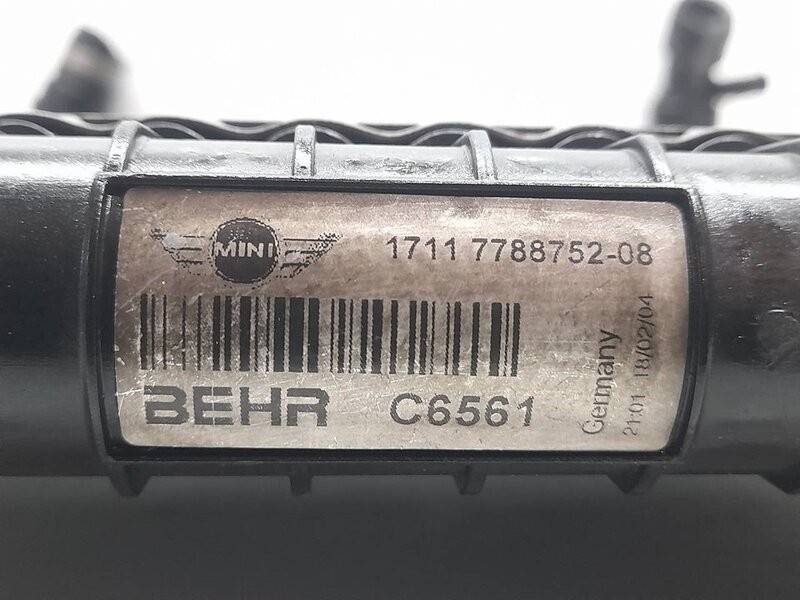 MINI
1711 7788752-08
BEHR C6561
Germany
21:01 18/02/04